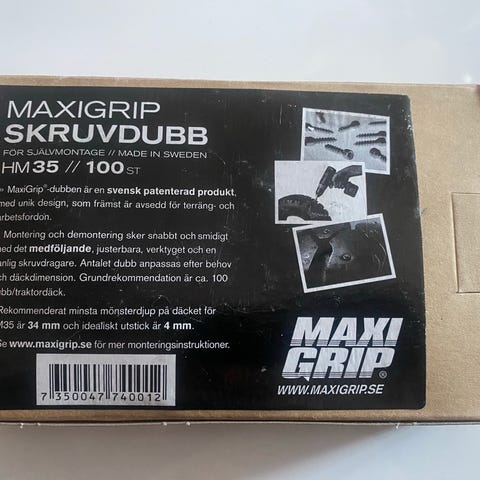 MAXIGRIP
SKRUVDUBB
FÖR SJÄLVMONTAGE // MADE IN SWEDEN
HM 35 // 100 ST
MaxiGrip®-dubben är en svensk patenterad produkt,
med unik design, som främst är avsedd för terräng- och
arbetsfordon.
Montering och demontering sker snabbt och smidigt
med det medföljande, justerbara, verktyget och en
vanlig skruvdragare. Antalet dubb anpassas efter behov
och däckdimension. Grundrekommendation är ca. 100
dubb/traktordäck.
Rekommenderat minsta mönsterdjup på däcket för
HM35 är 34 mm och idealiskt utstick är 4 mm.
Se www.maxigrip.se för mer monteringsinstruktioner.
MAXI
GRIP®
WWW.MAXIGRIP.SE
7 350047 740012